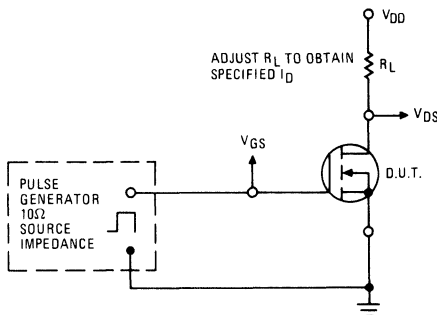 VDD
ADJUST RL TO OBTAIN
SPECIFIED ID
RL
VDS
VGS
D.U.T.
PULSE
GENERATOR
10Ω
SOURCE
IMPEDANCE